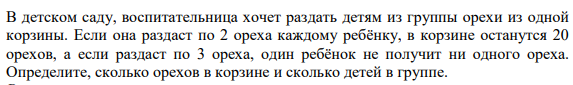 В детском саду, воспитательница хочет раздать детям из группы орехи из одной
корзины. Если она раздаст по 2 ореха каждому ребёнку, в корзине останутся 20
орехов, а если раздаст по 3 ореха, один ребёнок не получит ни одного ореха.
Определите, сколько орехов в корзине и сколько детей в группе.